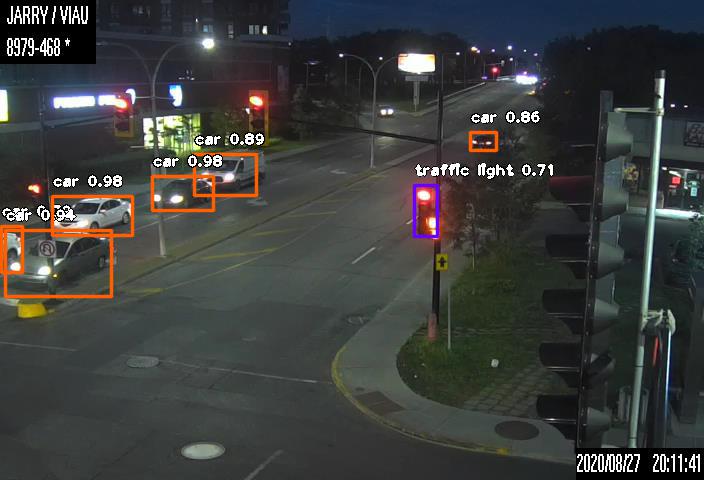 JARRY / VIAU
8979-468 *
car 0.86
car 0.89
car 0.98
traffic light 0.71
car 0.98
car 0.94
2020/08/27 20:11:41